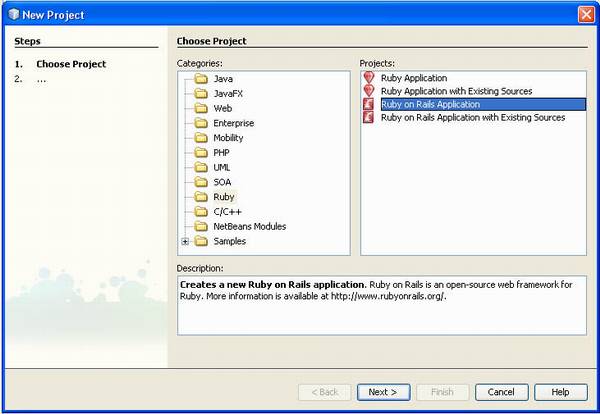 New Project
Steps
1. Choose Project
2. ...
Choose Project
Categories:
Java
JavaFX
Web
Enterprise
Mobility
PHP
UML
SOA
Ruby
C/C++
NetBeans Modules
Samples
Projects:
Ruby Application
Ruby Application with Existing Sources
Ruby on Rails Application
Ruby on Rails Application with Existing Sources
Description:
Creates a new Ruby on Rails application. Ruby on Rails is an open-source web framework for
Ruby. More information is available at http://www.rubyonrails.org/.
< Back
Next >
Finish
Cancel
Help